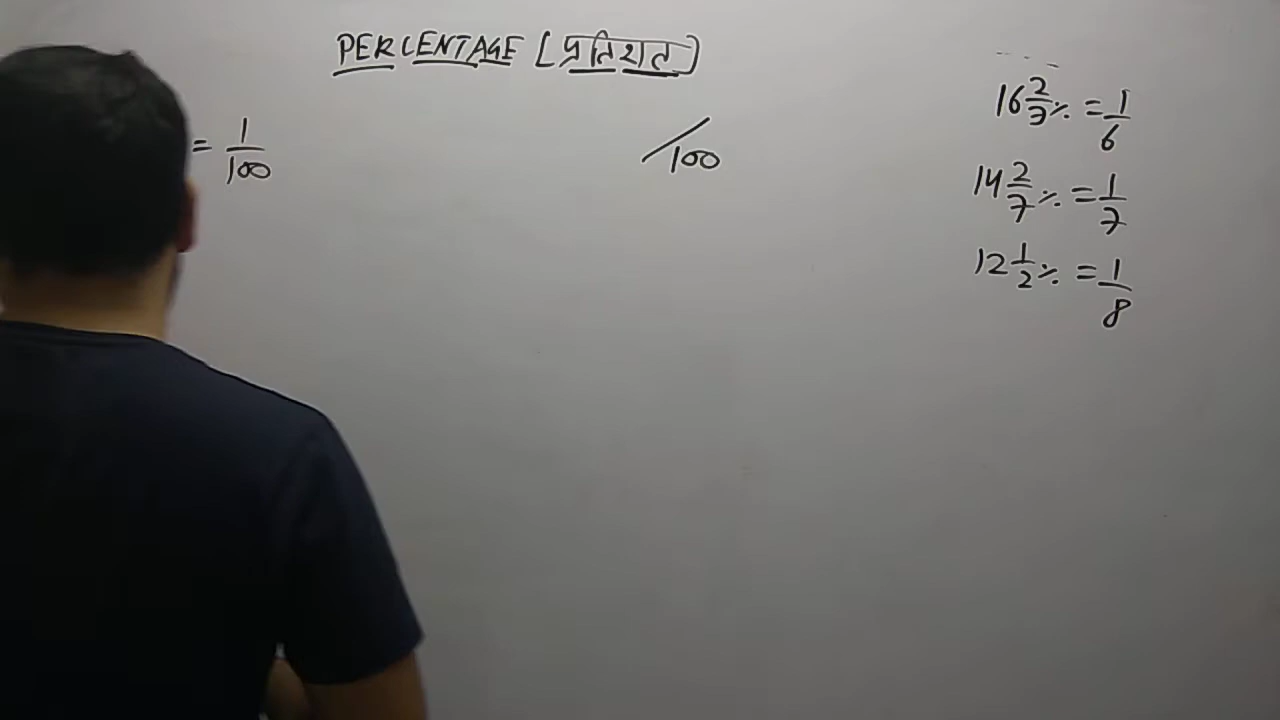 PERCENTAGE (प्रतिशत)
= 1/100
/100
16 2/3 % = 1/6
14 2/7 % = 1/7
12 1/2 % = 1/8